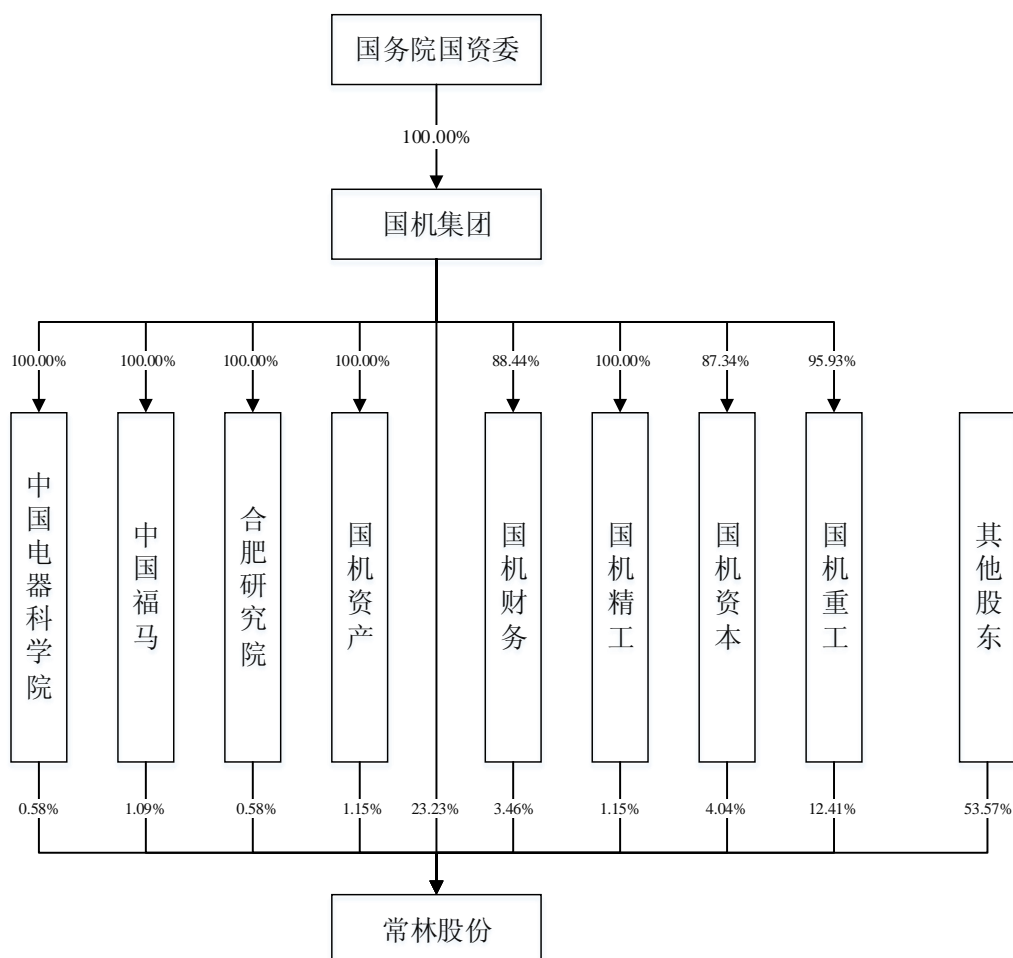 国务院国资委
100.00%
国机集团
100.00%
100.00%
100.00%
100.00%
88.44%
100.00%
87.34%
95.93%
中国电器科学院
中国福马
合肥研究院
国机资产
国机财务
国机精工
国机资本
国机重工
其他股东
0.58%
1.09%
0.58%
1.15%
23.23%
3.46%
1.15%
4.04%
12.41%
53.57%
常林股份